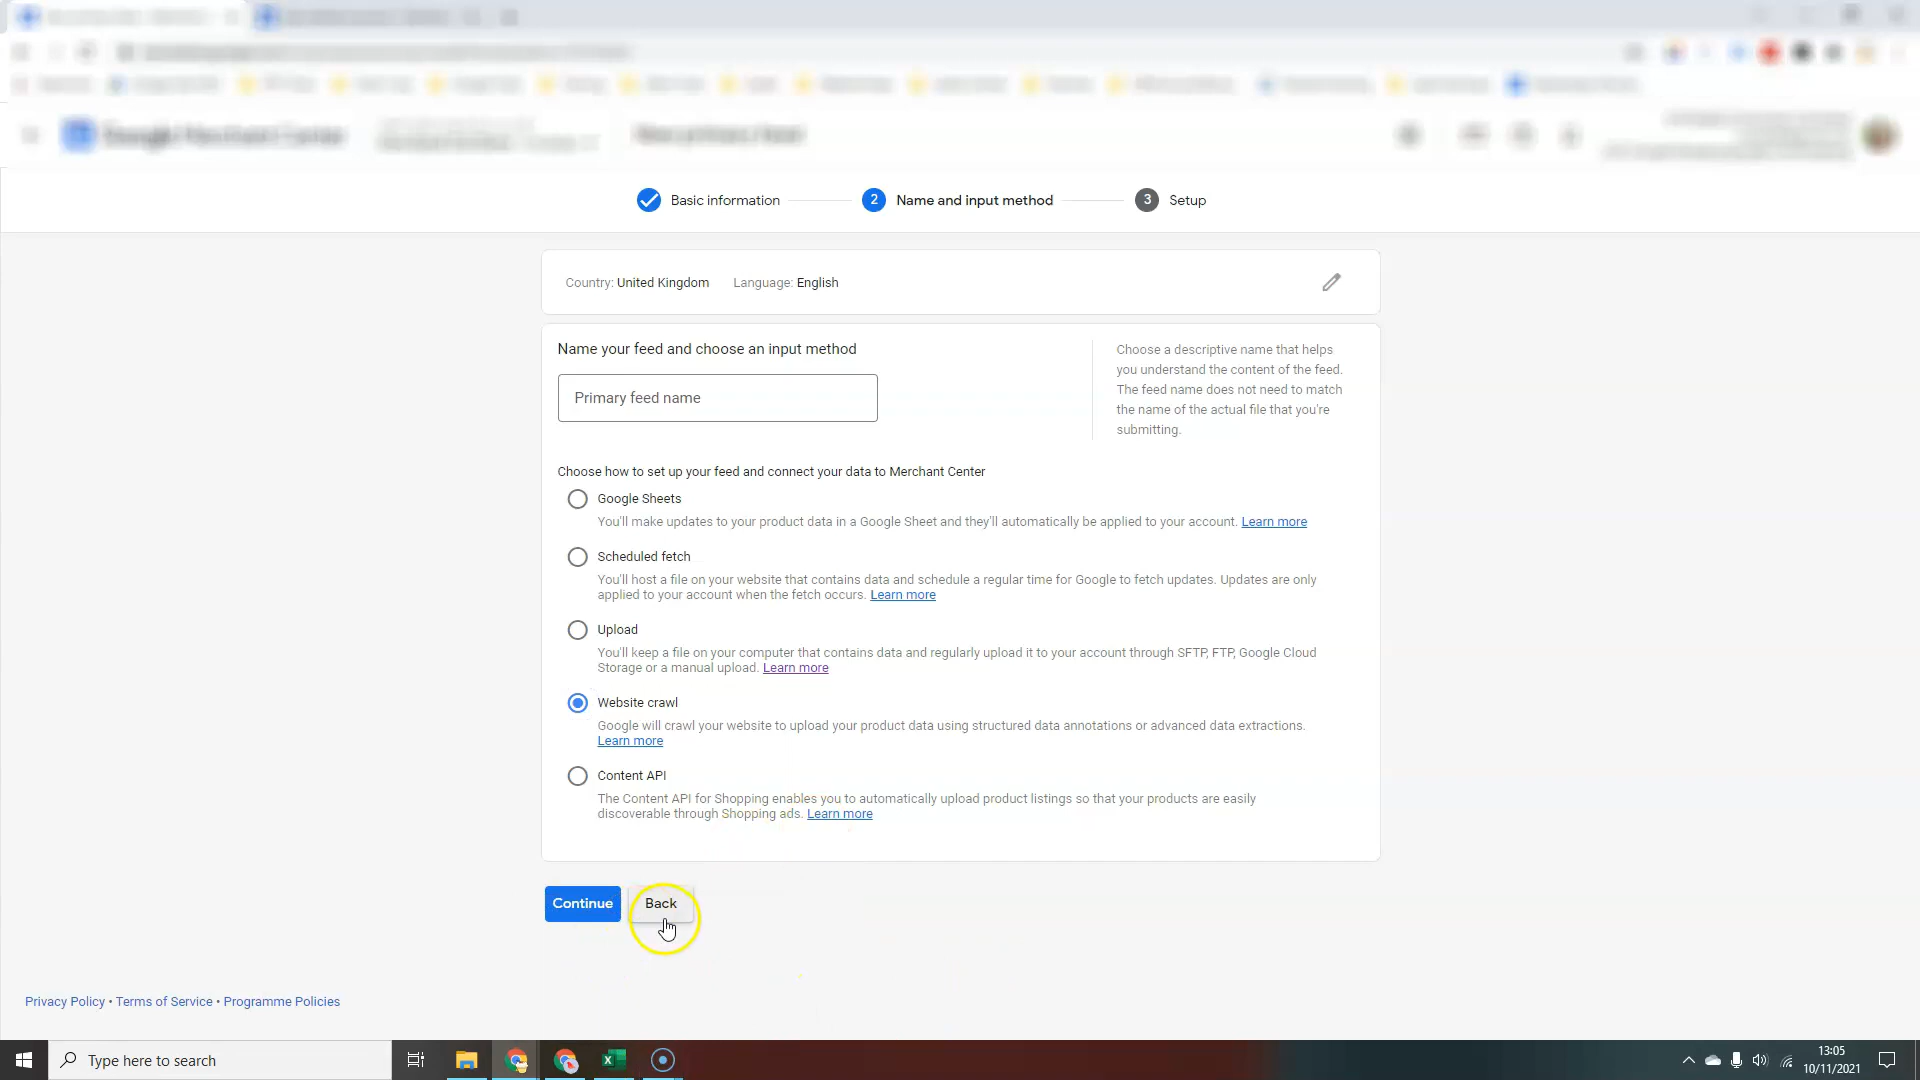 Basic information
2 Name and input method
3 Setup
Country: United Kingdom Language: English
Name your feed and choose an input method
Primary feed name
Choose a descriptive name that helps
you understand the content of the feed.
The feed name does not need to match
the name of the actual file that you're
submitting.
Choose how to set up your feed and connect your data to Merchant Center
Google Sheets
You'll make updates to your product data in a Google Sheet and they'll automatically be applied to your account. Learn more
Scheduled fetch
You'll host a file on your website that contains data and schedule a regular time for Google to fetch updates. Updates are only
applied to your account when the fetch occurs. Learn more
Upload
You'll keep a file on your computer that contains data and regularly upload it to your account through SFTP, FTP, Google Cloud
Storage or a manual upload. Learn more
Website crawl
Google will crawl your website to upload your product data using structured data annotations or advanced data extractions.
Learn more
Content API
The Content API for Shopping enables you to automatically upload product listings so that your products are easily
discoverable through Shopping ads. Learn more
Continue Back
Privacy Policy • Terms of Service • Programme Policies
Type here to search
13:05
10/11/2021